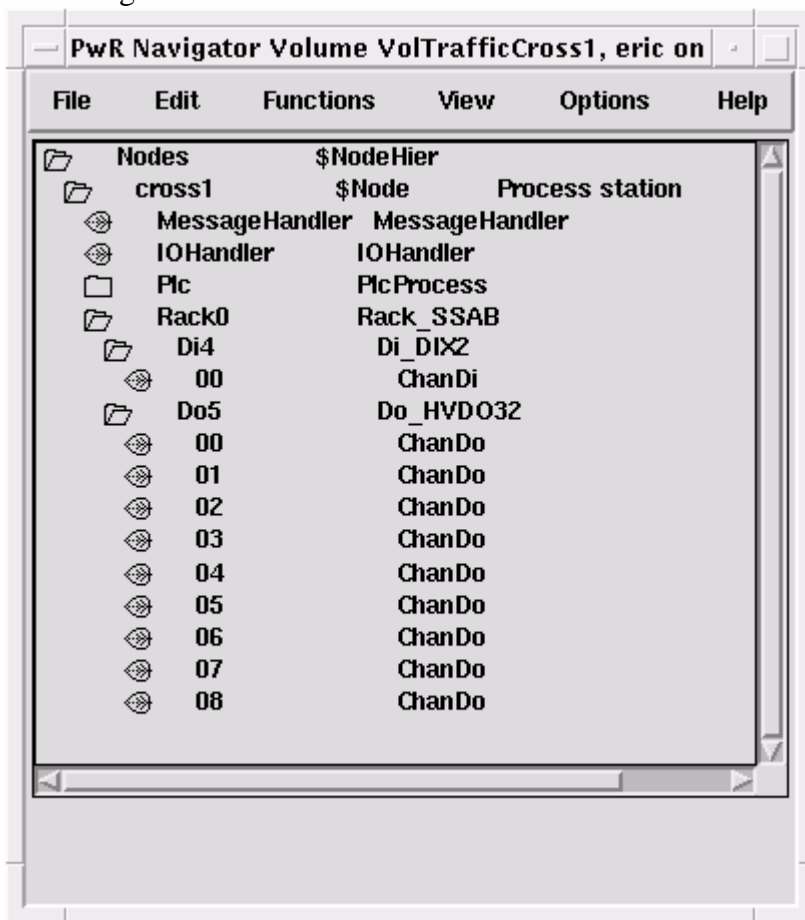 PwR Navigator Volume VolTrafficCross1, eric on
File Edit Functions View Options Help
Nodes $NodeHier
cross1 $Node Process station
MessageHandler MessageHandler
IOHandler IOHandler
Plc PlcProcess
Rack0 Rack_SSAB
Di4 Di_DIX2
00 ChanDi
Do5 Do_HVDO32
00 ChanDo
01 ChanDo
02 ChanDo
03 ChanDo
04 ChanDo
05 ChanDo
06 ChanDo
07 ChanDo
08 ChanDo